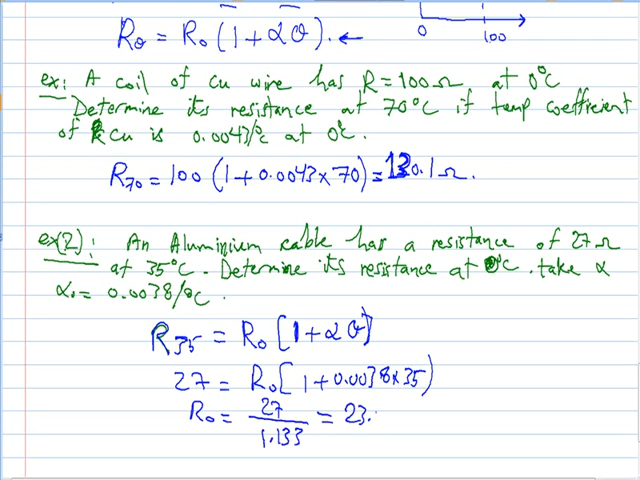 Rθ = R₀ (1 + αθ). ←
0 100
ex: A coil of Cu wire has R = 100 Ω at 0°C
Determine its resistance at 70°C if temp coefficient
of Cu is 0.0043/°C at 0°C.
R₇₀ = 100 (1 + 0.0043 × 70) = 130.1 Ω.
ex(2): An Aluminium cable has a resistance of 27 Ω
at 35°C. Determine its resistance at 0°C. take α
α₀ = 0.0038/°C.
R₃₅ = R₀ [1 + αθ]
27 = R₀ [1 + 0.0038 × 35)
R₀ = 27 / 1.133 = 23.